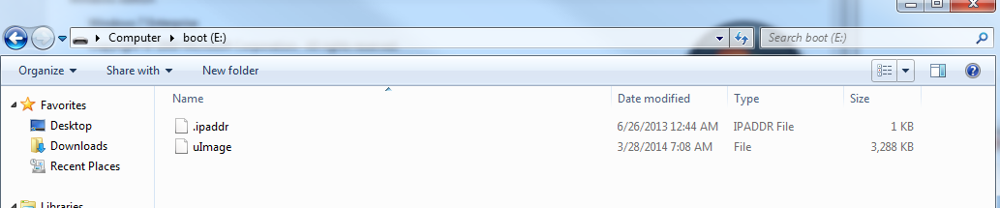 Computer ▸ boot (E:) ▸
Search boot (E:)
Organize ▾ Share with ▾ New folder
Favorites
Desktop
Downloads
Recent Places
Libraries
Name Date modified Type Size
.ipaddr 6/26/2013 12:44 AM IPADDR File 1 KB
uImage 3/28/2014 7:08 AM File 3,288 KB